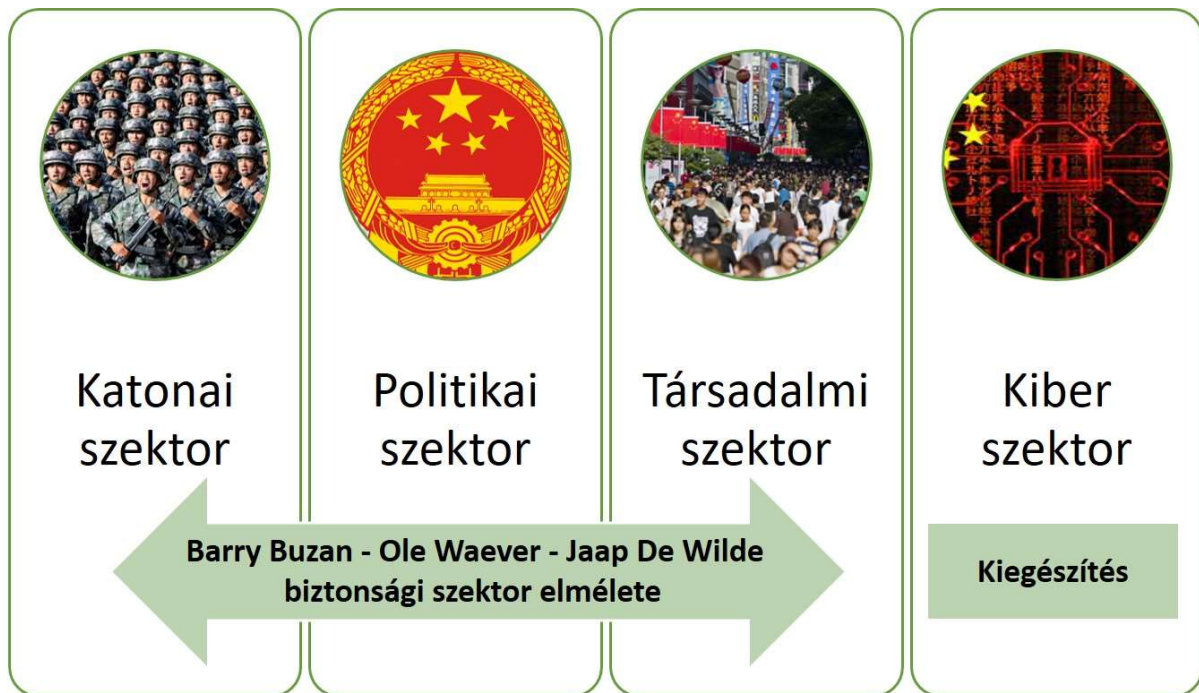 Katonai
szektor
Politikai
szektor
Társadalmi
szektor
Kiber
szektor
Barry Buzan - Ole Waever - Jaap De Wilde
biztonsági szektor elmélete
Kiegészítés